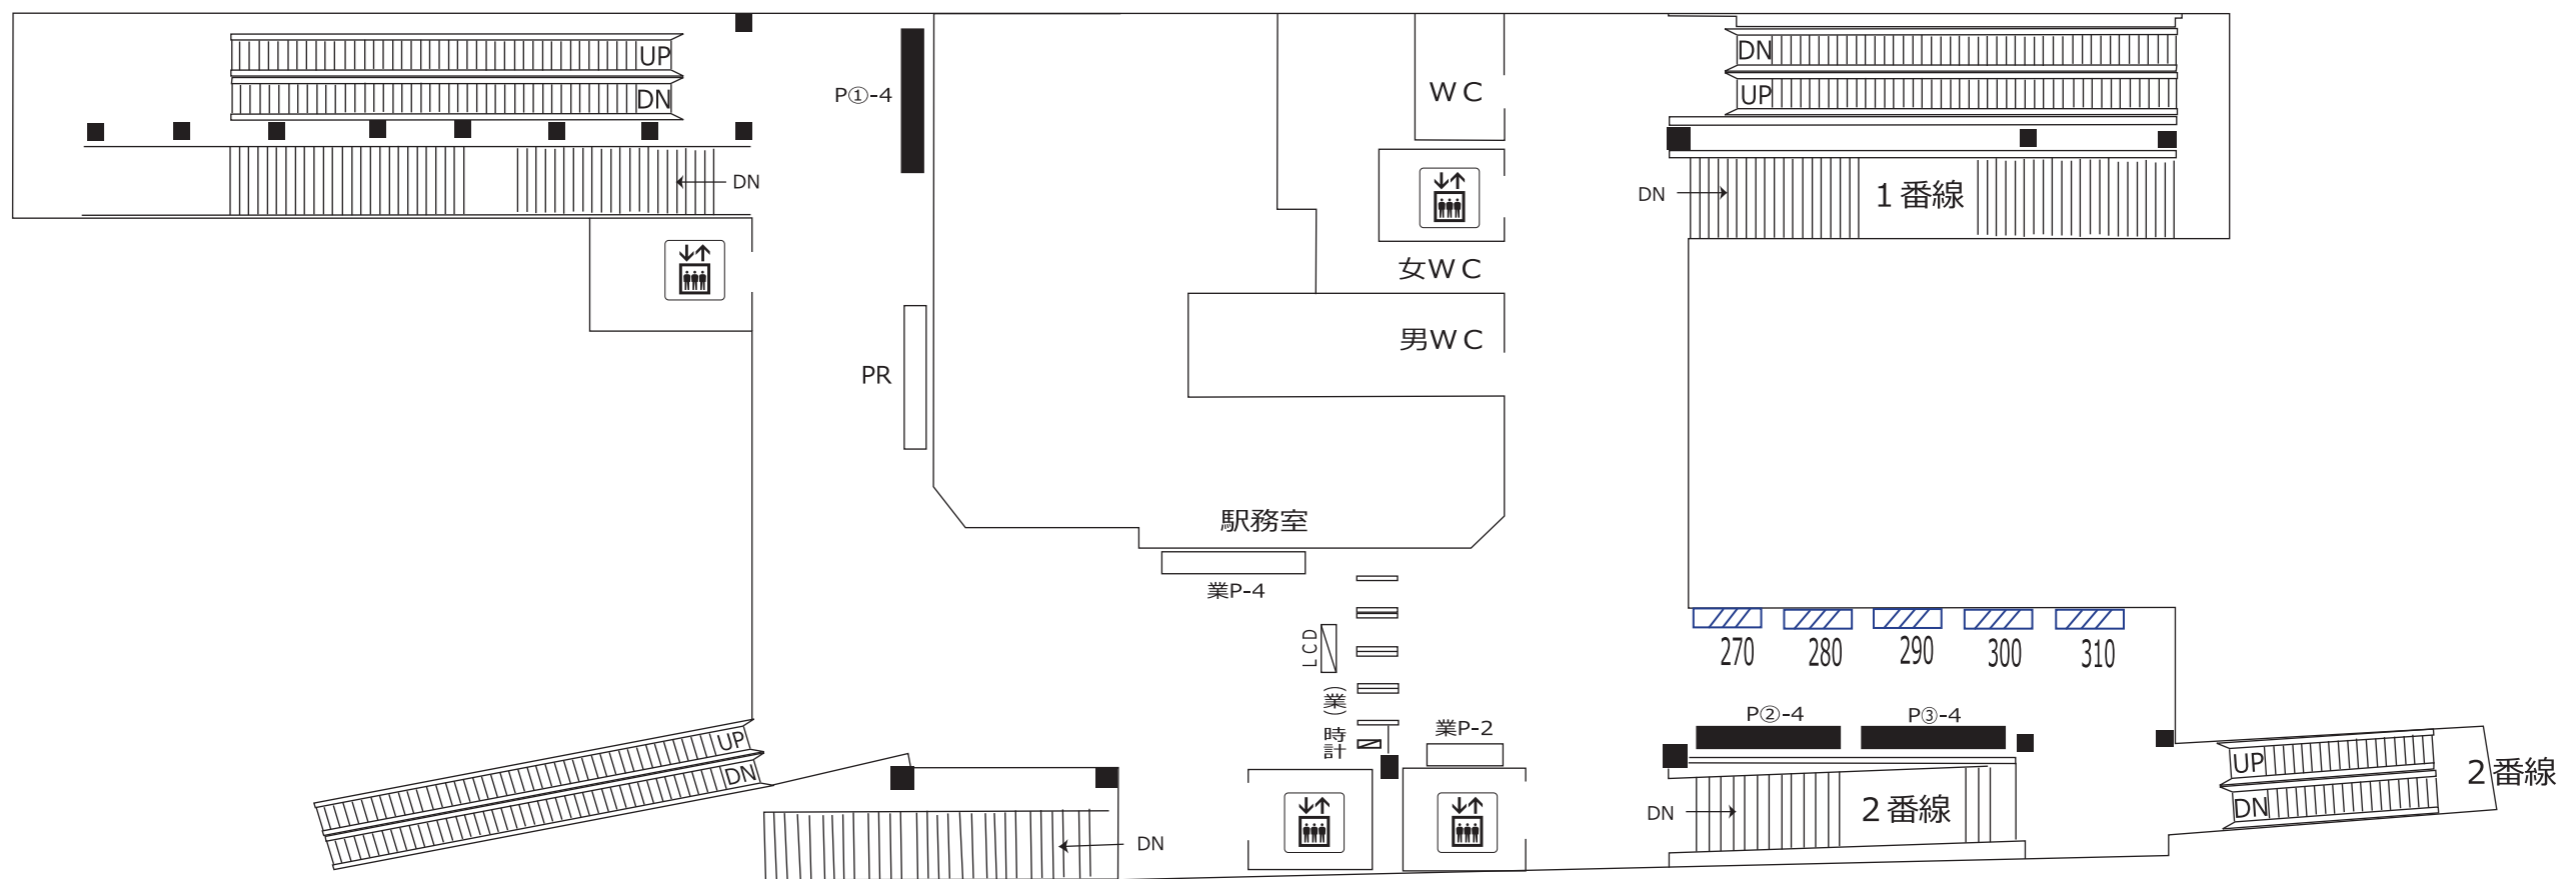 UP
DN
DN
P①-4
PR
WC
女WC
男WC
駅務室
業P-4
DN
UP
DN
1番線
LCD
(業)時計
業P-2
270
280
290
300
310
P②-4
P③-4
UP
DN
DN
DN
2番線
UP
DN
2番線